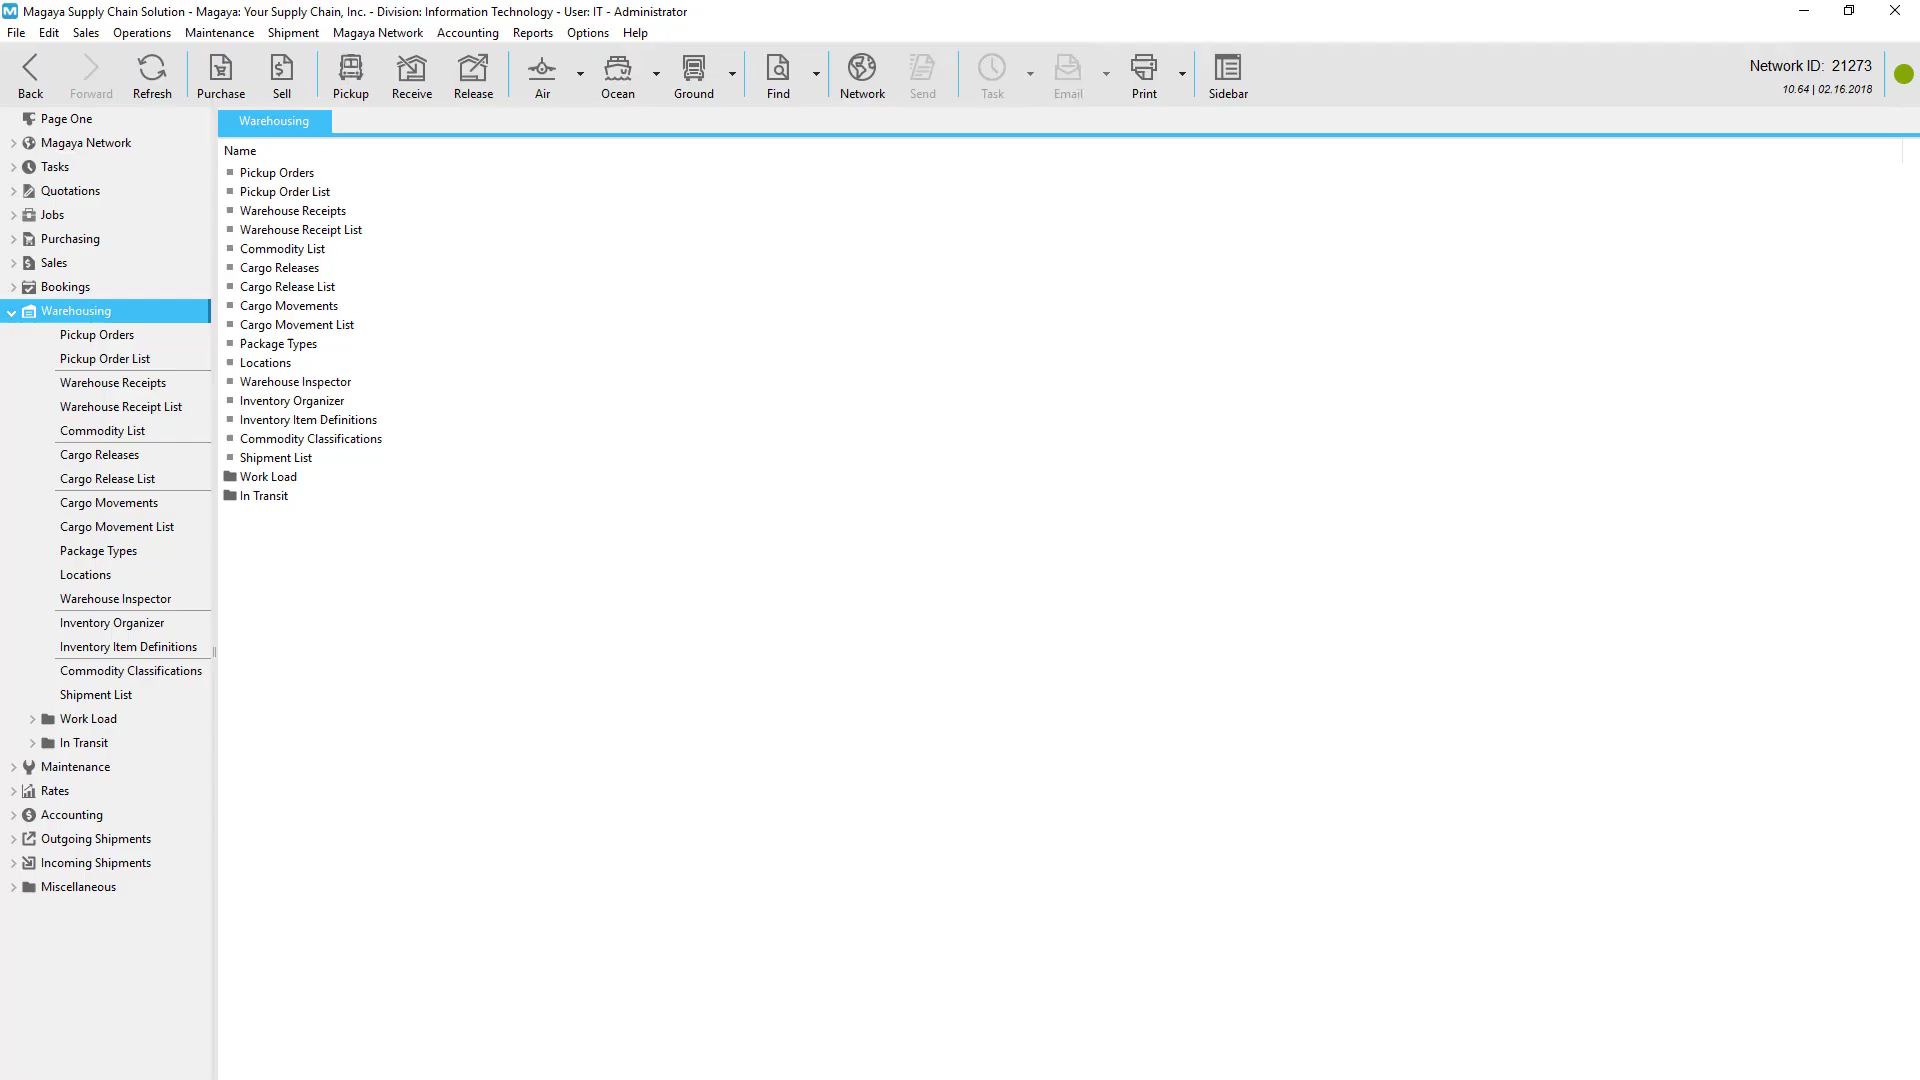 Magaya Supply Chain Solution - Magaya: Your Supply Chain, Inc. - Division: Information Technology - User: IT - Administrator
File Edit Sales Operations Maintenance Shipment Magaya Network Accounting Reports Options Help
Back Forward Refresh Purchase Sell Pickup Receive Release Air Ocean Ground Find Network Send Task Email Print Sidebar
Network ID: 21273
10.64 | 02.16.2018
Page One
Magaya Network
Tasks
Quotations
Jobs
Purchasing
Sales
Bookings
Warehousing
Pickup Orders
Pickup Order List
Warehouse Receipts
Warehouse Receipt List
Commodity List
Cargo Releases
Cargo Release List
Cargo Movements
Cargo Movement List
Package Types
Locations
Warehouse Inspector
Inventory Organizer
Inventory Item Definitions
Commodity Classifications
Shipment List
Work Load
In Transit
Maintenance
Rates
Accounting
Outgoing Shipments
Incoming Shipments
Miscellaneous
Warehousing
Name
Pickup Orders
Pickup Order List
Warehouse Receipts
Warehouse Receipt List
Commodity List
Cargo Releases
Cargo Release List
Cargo Movements
Cargo Movement List
Package Types
Locations
Warehouse Inspector
Inventory Organizer
Inventory Item Definitions
Commodity Classifications
Shipment List
Work Load
In Transit